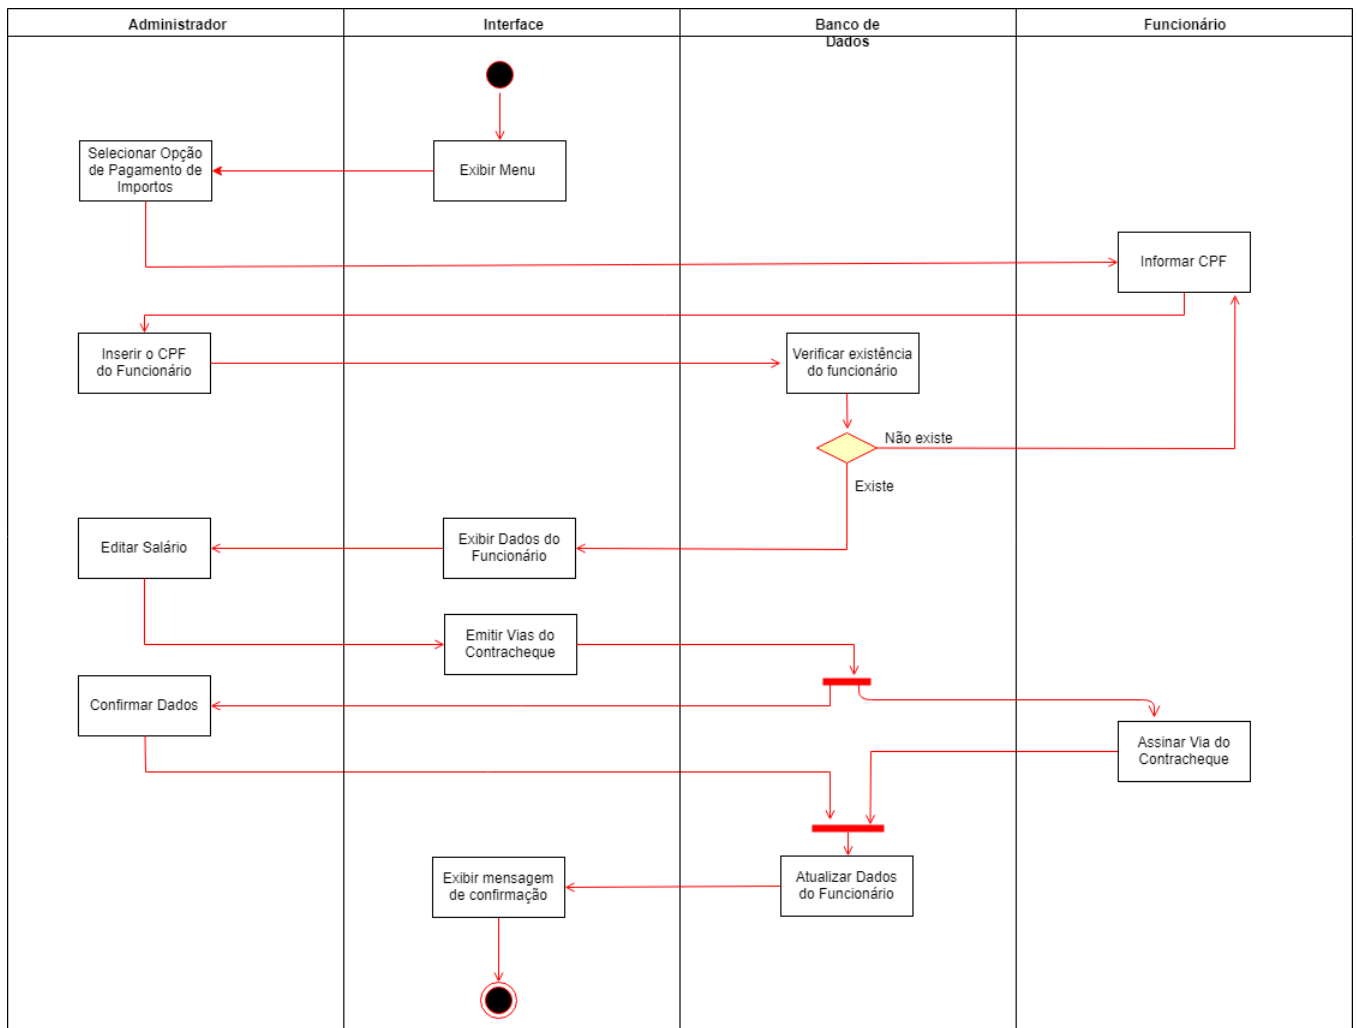 Administrador
Interface
Banco de
Dados
Funcionário
Selecionar Opção
de Pagamento de
Importos
Exibir Menu
Informar CPF
Inserir o CPF
do Funcionário
Verificar existência
do funcionário
Não existe
Existe
Editar Salário
Exibir Dados do
Funcionário
Emitir Vias do
Contracheque
Confirmar Dados
Assinar Via do
Contracheque
Exibir mensagem
de confirmação
Atualizar Dados
do Funcionário